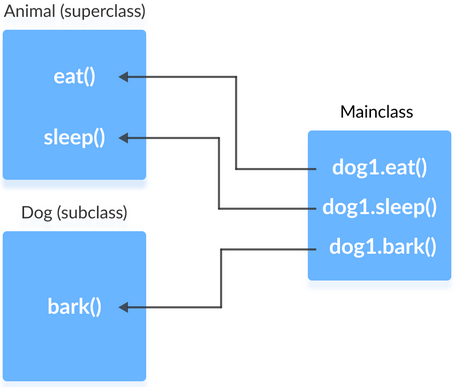 Animal (superclass)
eat()
sleep()
Dog (subclass)
bark()
Mainclass
dog1.eat()
dog1.sleep()
dog1.bark()